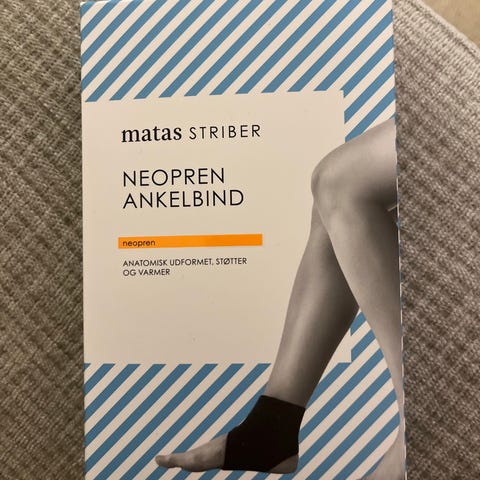 matas STRIBER
NEOPREN
ANKELBIND
neopren
ANATOMISK UDFORMET, STØTTER
OG VARMER